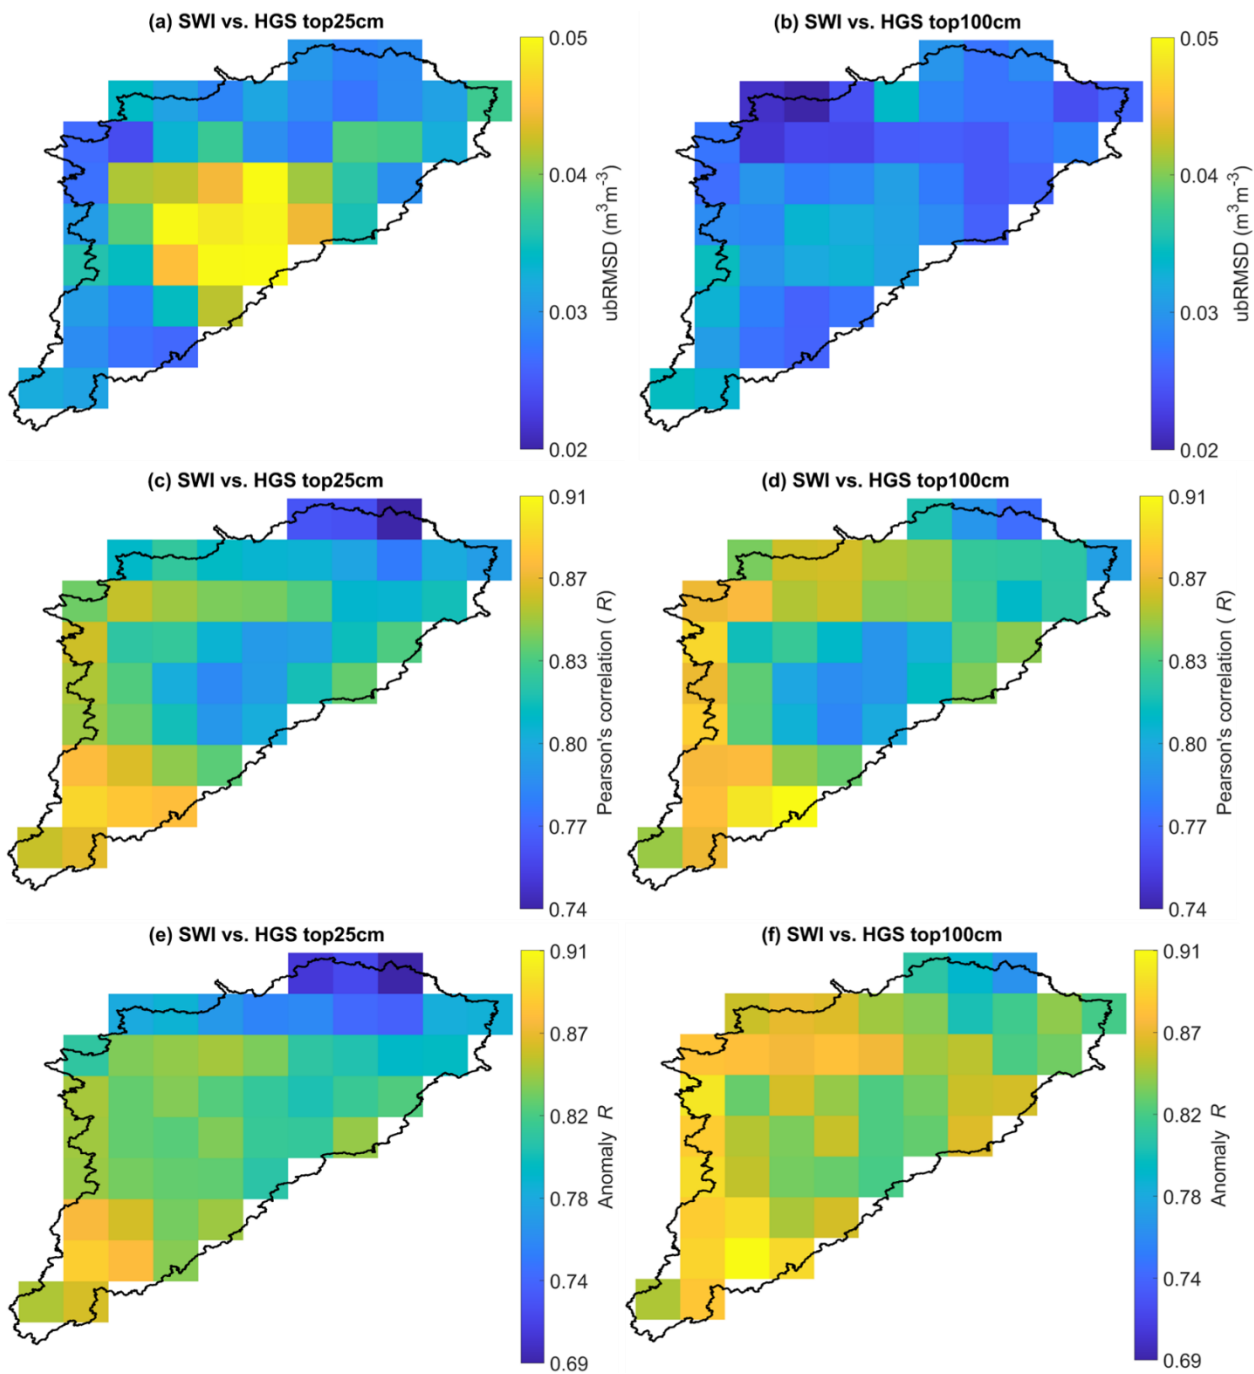 (a) SWI vs. HGS top25cm
0.05
0.04
0.03
0.02
ubRMSD (m³m⁻³)
(b) SWI vs. HGS top100cm
0.05
0.04
0.03
0.02
ubRMSD (m³m⁻³)
(c) SWI vs. HGS top25cm
0.91
0.87
0.83
0.80
0.77
0.74
Pearson's correlation ( R)
(d) SWI vs. HGS top100cm
0.91
0.87
0.83
0.80
0.77
0.74
Pearson's correlation ( R)
(e) SWI vs. HGS top25cm
0.91
0.87
0.82
0.78
0.74
0.69
Anomaly R
(f) SWI vs. HGS top100cm
0.91
0.87
0.82
0.78
0.74
0.69
Anomaly R